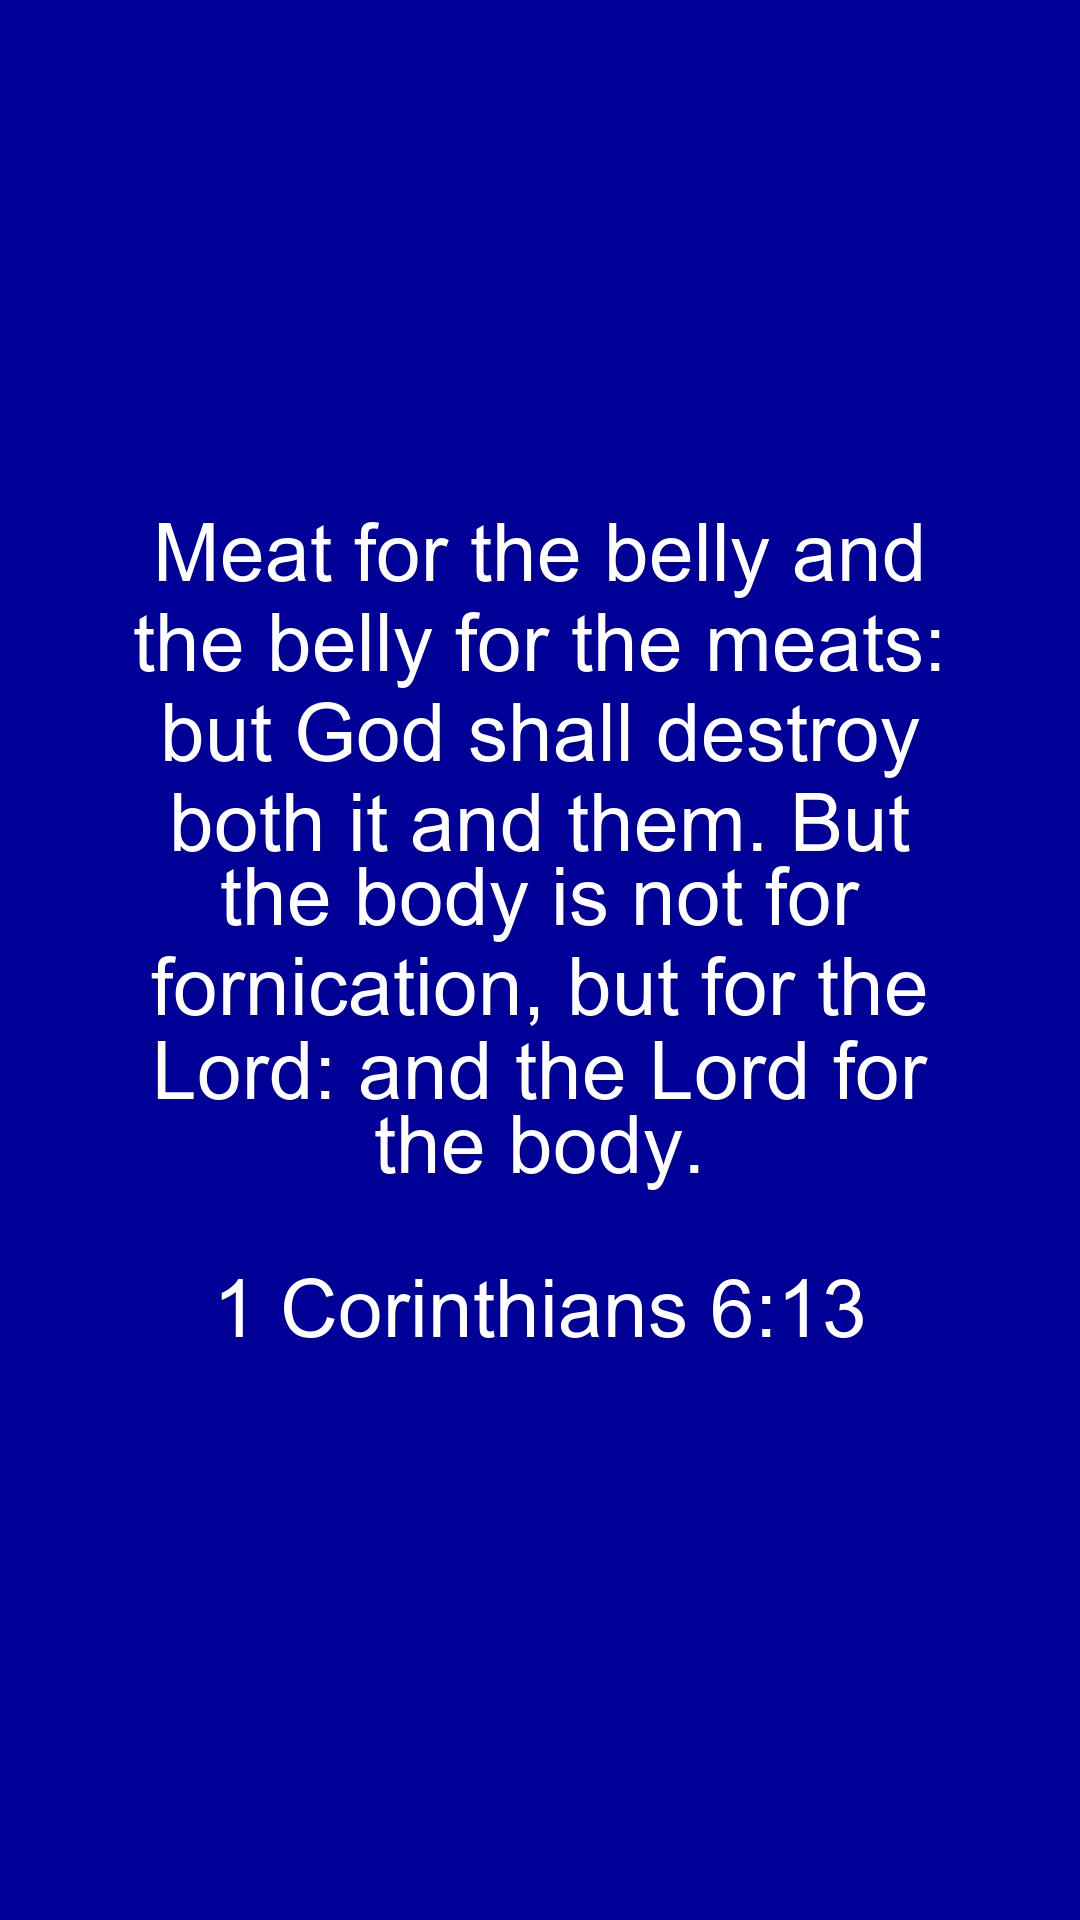 Meat for the belly and
the belly for the meats:
but God shall destroy
both it and them. But
the body is not for
fornication, but for the
Lord: and the Lord for
the body.
1 Corinthians 6:13